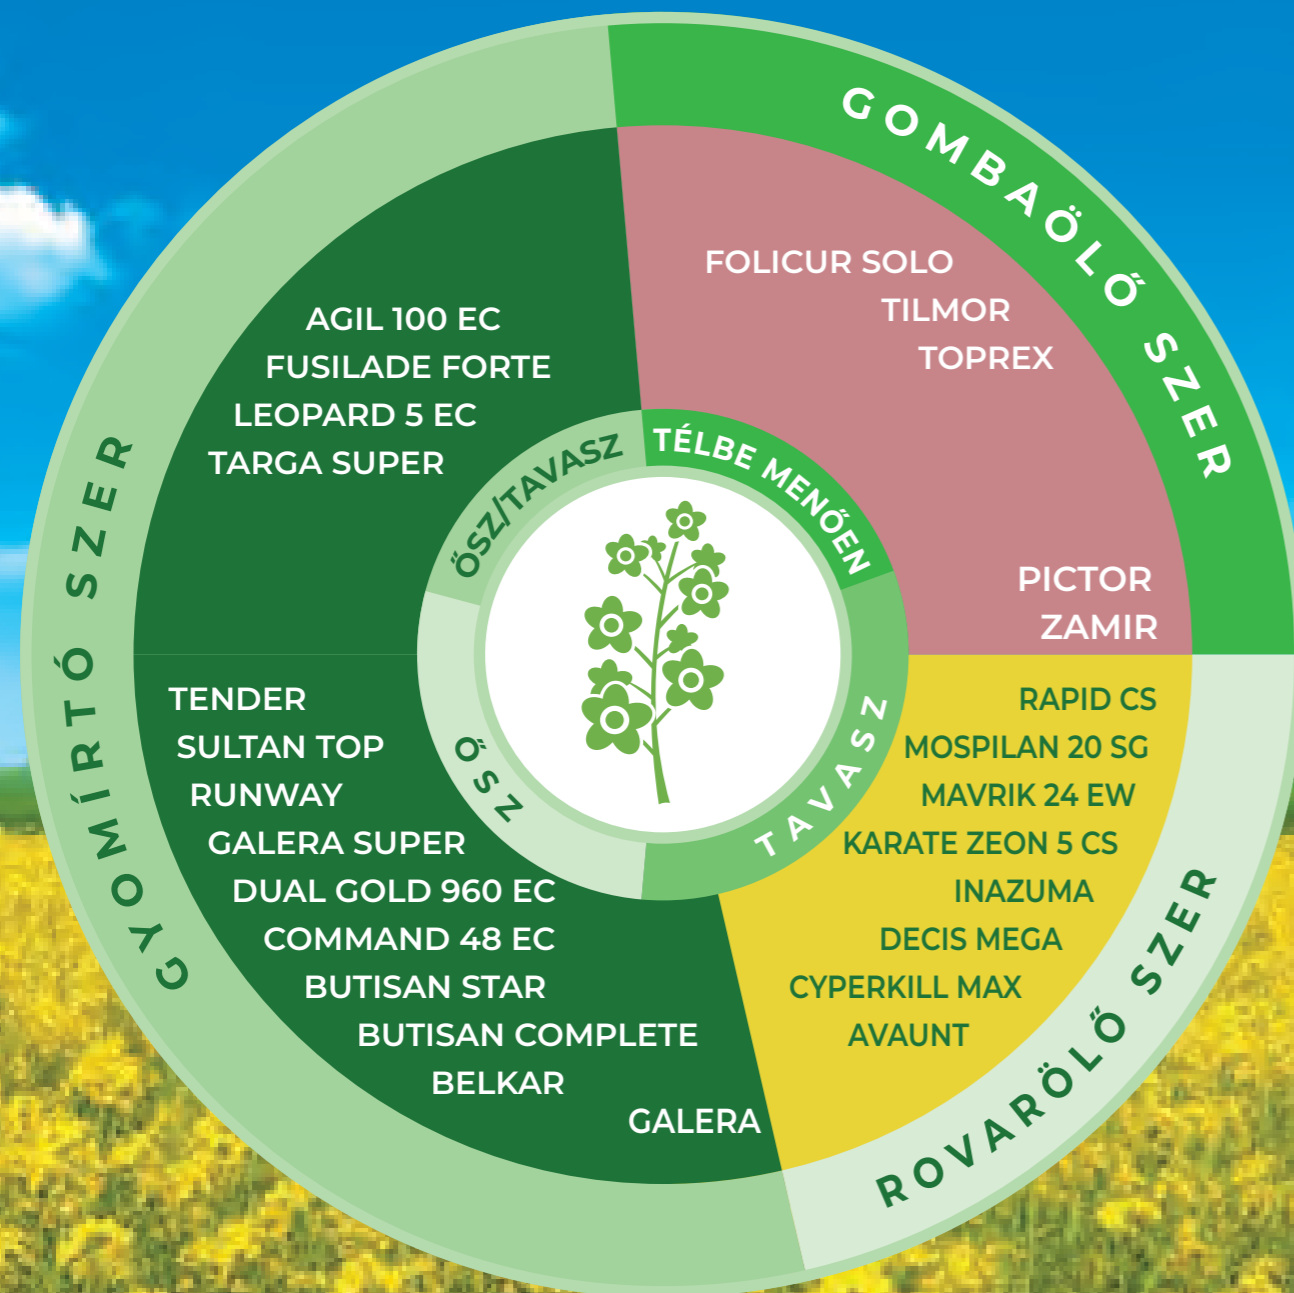 GOMBAÖLŐ SZER
FOLICUR SOLO
TILMOR
TOPREX
PICTOR
ZAMIR
GYOMÍRTÓ SZER
AGIL 100 EC
FUSILADE FORTE
LEOPARD 5 EC
TARGA SUPER
ŐSZ/TAVASZ
TÉLBE MENŐEN
ŐSZ
TAVASZ
TENDER
SULTAN TOP
RUNWAY
GALERA SUPER
DUAL GOLD 960 EC
COMMAND 48 EC
BUTISAN STAR
BUTISAN COMPLETE
BELKAR
GALERA
RAPID CS
MOSPILAN 20 SG
MAVRIK 24 EW
KARATE ZEON 5 CS
INAZUMA
DECIS MEGA
CYPERKILL MAX
AVAUNT
ROVARÖLŐ SZER